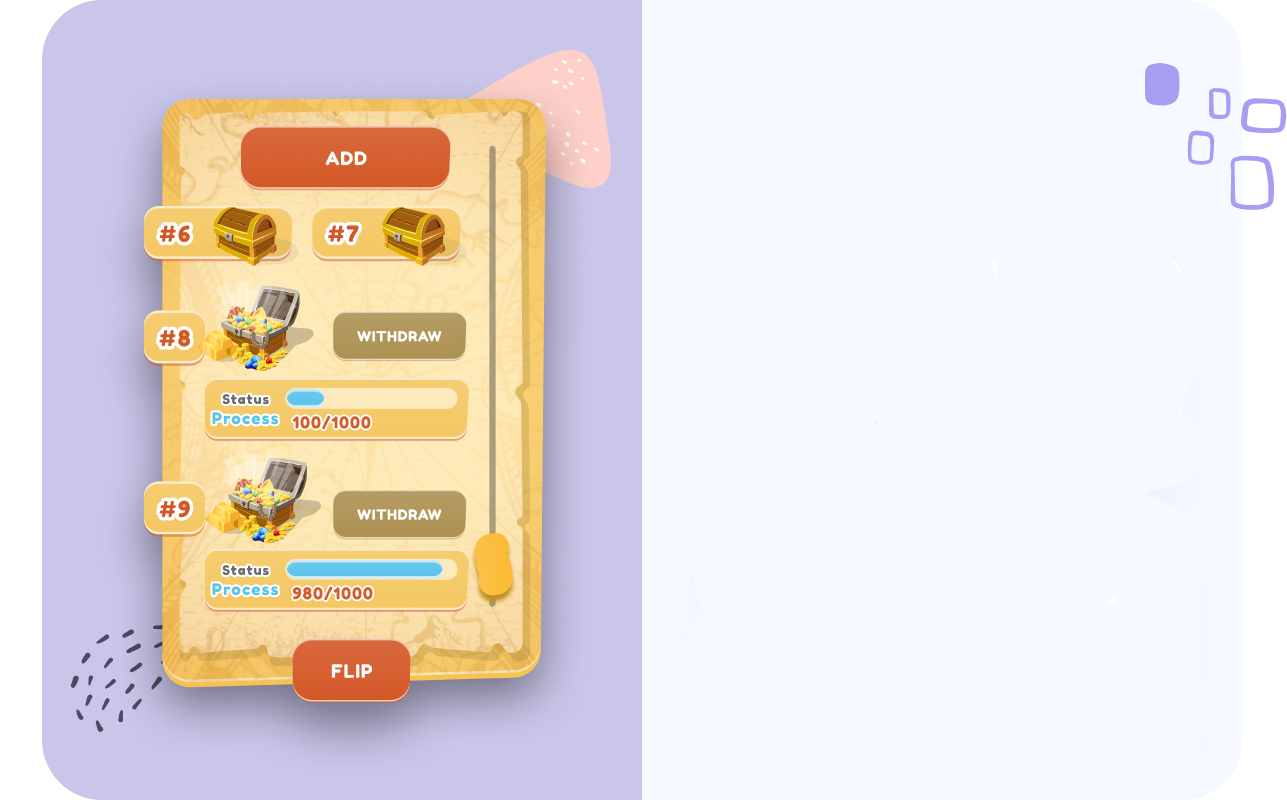 ADD
#6
#7
#8
WITHDRAW
Status
Process
100/1000
#9
WITHDRAW
Status
Process
980/1000
FLIP